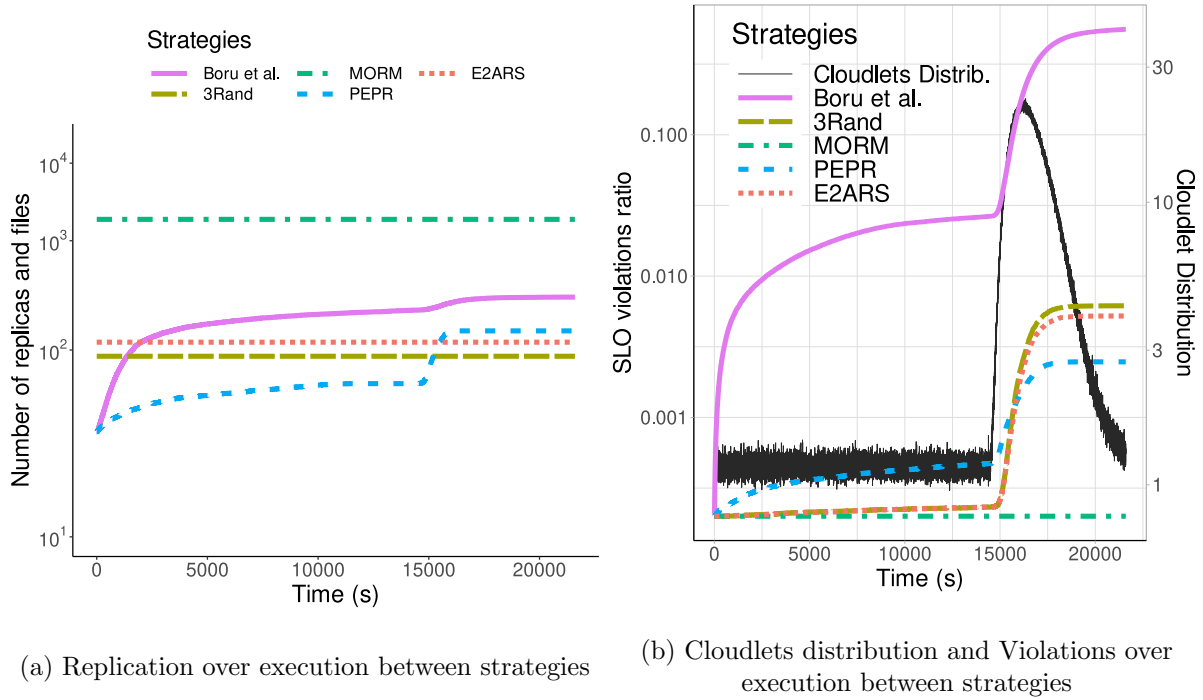 Strategies
Boru et al.
MORM
E2ARS
3Rand
PEPR
Number of replicas and files
10^4
10^3
10^2
10^1
0
5000
10000
15000
20000
Time (s)
(a) Replication over execution between strategies
Strategies
Cloudlets Distrib.
Boru et al.
3Rand
MORM
PEPR
E2ARS
SLO violations ratio
0.100
0.010
0.001
30
10
3
1
Cloudlet Distribution
0
5000
10000
15000
20000
Time (s)
(b) Cloudlets distribution and Violations over
execution between strategies